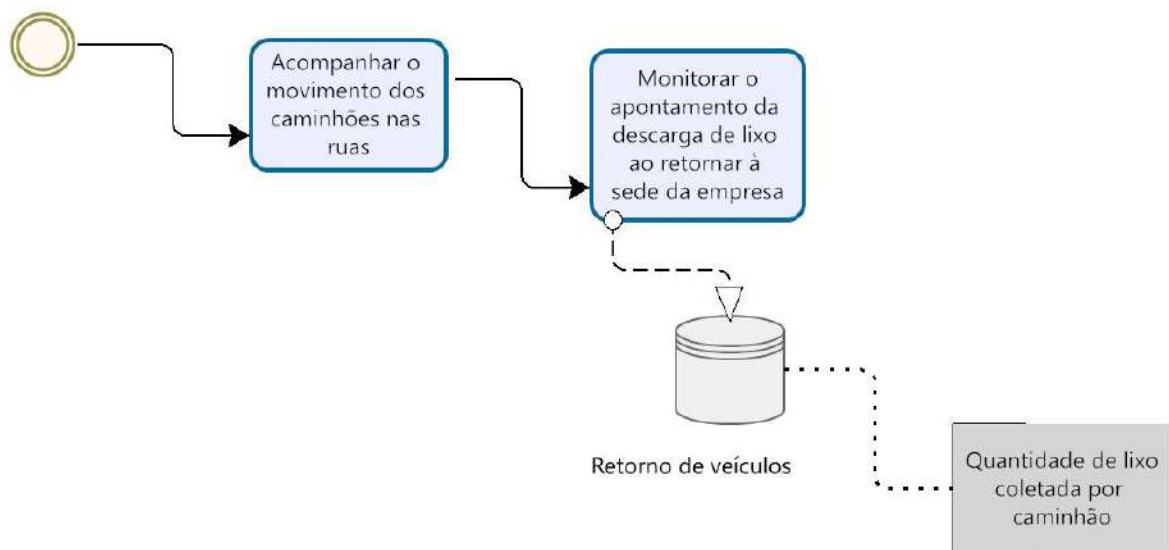 Acompanhar o
movimento dos
caminhões nas
ruas
Monitorar o
apontamento da
descarga de lixo
ao retornar à
sede da empresa
Retorno de veículos
Quantidade de lixo
coletada por
caminhão